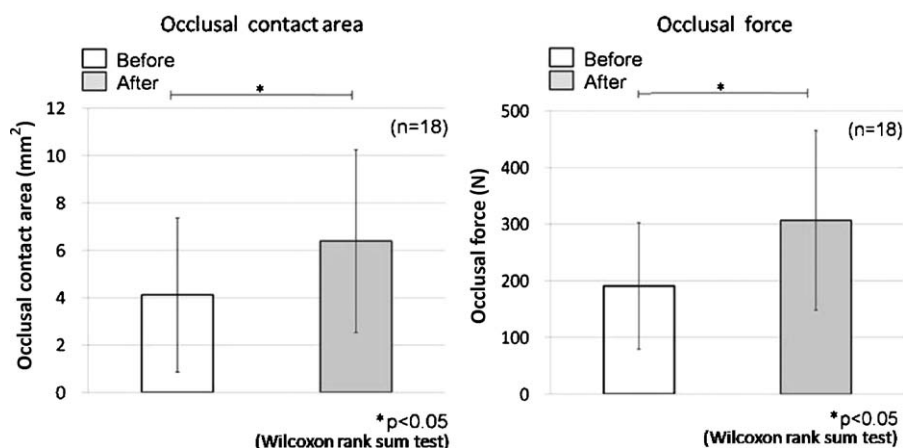 Occlusal contact area
Before
After
*
12
10
8
6
4
2
0
Occlusal contact area (mm²)
(n=18)
*p<0.05
(Wilcoxon rank sum test)
Occlusal force
Before
After
*
500
400
300
200
100
0
Occlusal force (N)
(n=18)
*p<0.05
(Wilcoxon rank sum test)